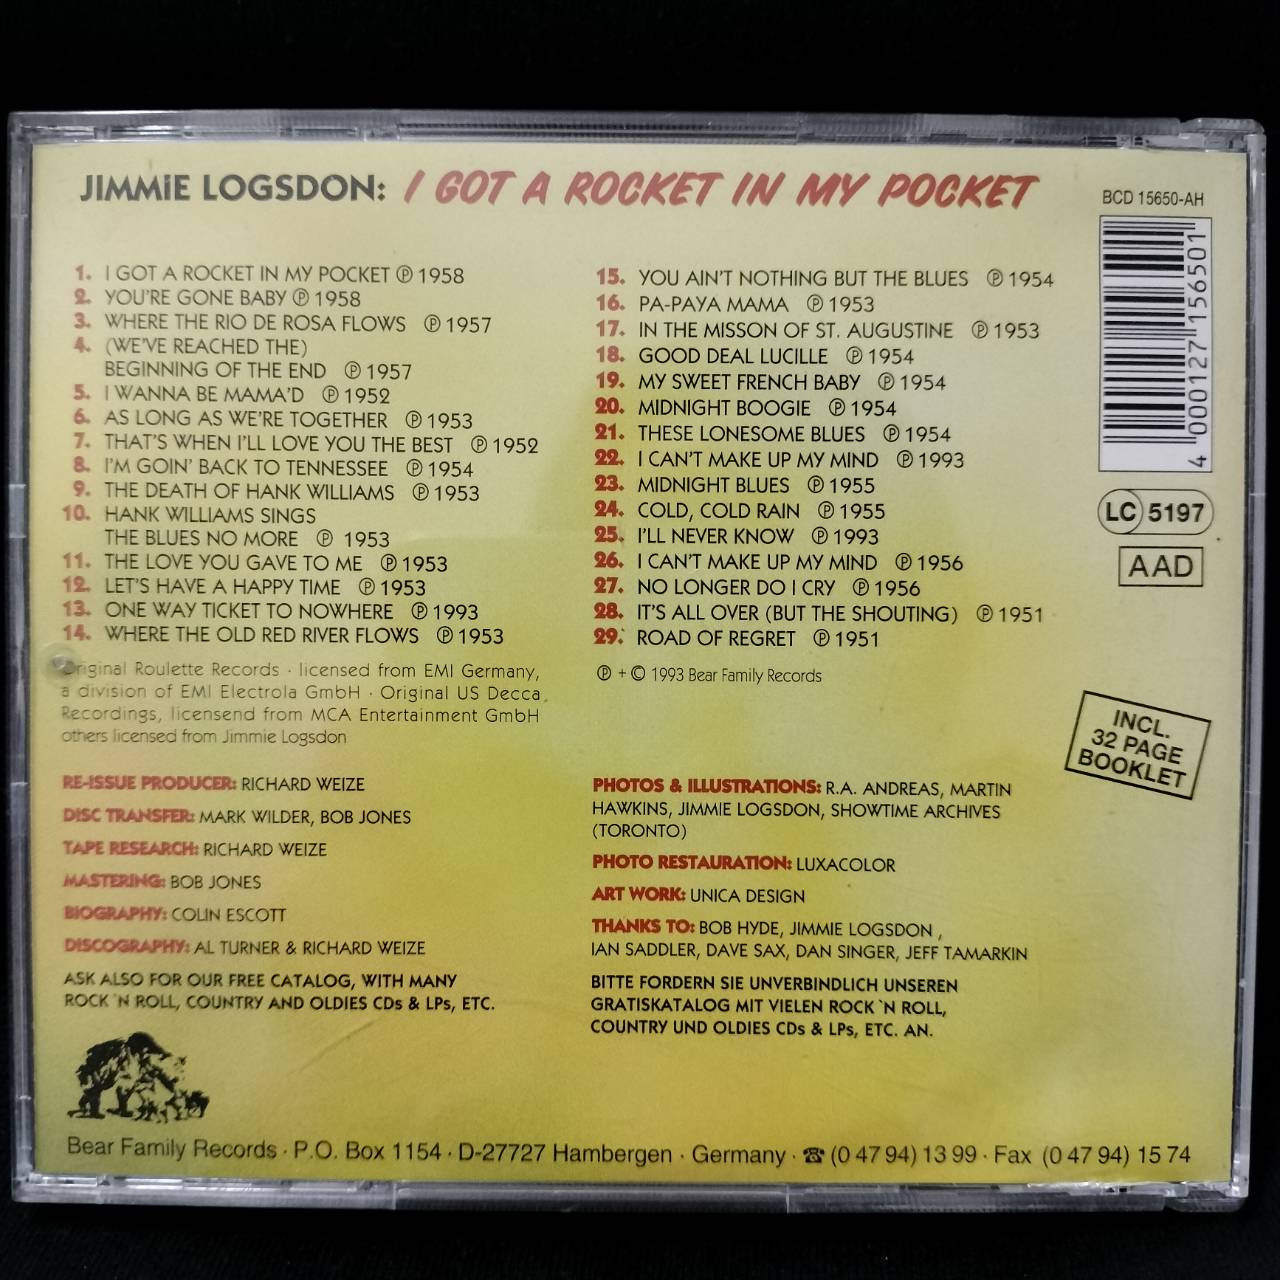 JIMMIE LOGSDON: I GOT A ROCKET IN MY POCKET
BCD 15650-AH
1. I GOT A ROCKET IN MY POCKET ℗ 1958
2. YOU'RE GONE BABY ℗ 1958
3. WHERE THE RIO DE ROSA FLOWS ℗ 1957
4. (WE'VE REACHED THE)
BEGINNING OF THE END ℗ 1957
5. I WANNA BE MAMA'D ℗ 1952
6. AS LONG AS WE'RE TOGETHER ℗ 1953
7. THAT'S WHEN I'LL LOVE YOU THE BEST ℗ 1952
8. I'M GOIN' BACK TO TENNESSEE ℗ 1954
9. THE DEATH OF HANK WILLIAMS ℗ 1953
10. HANK WILLIAMS SINGS
THE BLUES NO MORE ℗ 1953
11. THE LOVE YOU GAVE TO ME ℗ 1953
12. LET'S HAVE A HAPPY TIME ℗ 1953
13. ONE WAY TICKET TO NOWHERE ℗ 1993
14. WHERE THE OLD RED RIVER FLOWS ℗ 1953
15. YOU AIN'T NOTHING BUT THE BLUES ℗ 1954
16. PA-PAYA MAMA ℗ 1953
17. IN THE MISSON OF ST. AUGUSTINE ℗ 1953
18. GOOD DEAL LUCILLE ℗ 1954
19. MY SWEET FRENCH BABY ℗ 1954
20. MIDNIGHT BOOGIE ℗ 1954
21. THESE LONESOME BLUES ℗ 1954
22. I CAN'T MAKE UP MY MIND ℗ 1993
23. MIDNIGHT BLUES ℗ 1955
24. COLD, COLD RAIN ℗ 1955
25. I'LL NEVER KNOW ℗ 1993
26. I CAN'T MAKE UP MY MIND ℗ 1956
27. NO LONGER DO I CRY ℗ 1956
28. IT'S ALL OVER (BUT THE SHOUTING) ℗ 1951
29. ROAD OF REGRET ℗ 1951
4 000127 156501
LC 5197
AAD
Original Roulette Records · licensed from EMI Germany,
a division of EMI Electrola GmbH · Original US Decca
Recordings, licensend from MCA Entertainment GmbH
others licensed from Jimmie Logsdon
℗ + © 1993 Bear Family Records
INCL.
32 PAGE
BOOKLET
RE-ISSUE PRODUCER: RICHARD WEIZE
DISC TRANSFER: MARK WILDER, BOB JONES
TAPE RESEARCH: RICHARD WEIZE
MASTERING: BOB JONES
BIOGRAPHY: COLIN ESCOTT
DISCOGRAPHY: AL TURNER & RICHARD WEIZE
ASK ALSO FOR OUR FREE CATALOG, WITH MANY
ROCK `N ROLL, COUNTRY AND OLDIES CDs & LPs, ETC.
PHOTOS & ILLUSTRATIONS: R.A. ANDREAS, MARTIN
HAWKINS, JIMMIE LOGSDON, SHOWTIME ARCHIVES
(TORONTO)
PHOTO RESTAURATION: LUXACOLOR
ART WORK: UNICA DESIGN
THANKS TO: BOB HYDE, JIMMIE LOGSDON ,
IAN SADDLER, DAVE SAX, DAN SINGER, JEFF TAMARKIN
BITTE FORDERN SIE UNVERBINDLICH UNSEREN
GRATISKATALOG MIT VIELEN ROCK `N ROLL,
COUNTRY UND OLDIES CDs & LPs, ETC. AN.
Bear Family Records · P.O. Box 1154 · D-27727 Hambergen · Germany · ☎ (0 47 94) 13 99 · Fax (0 47 94) 15 74